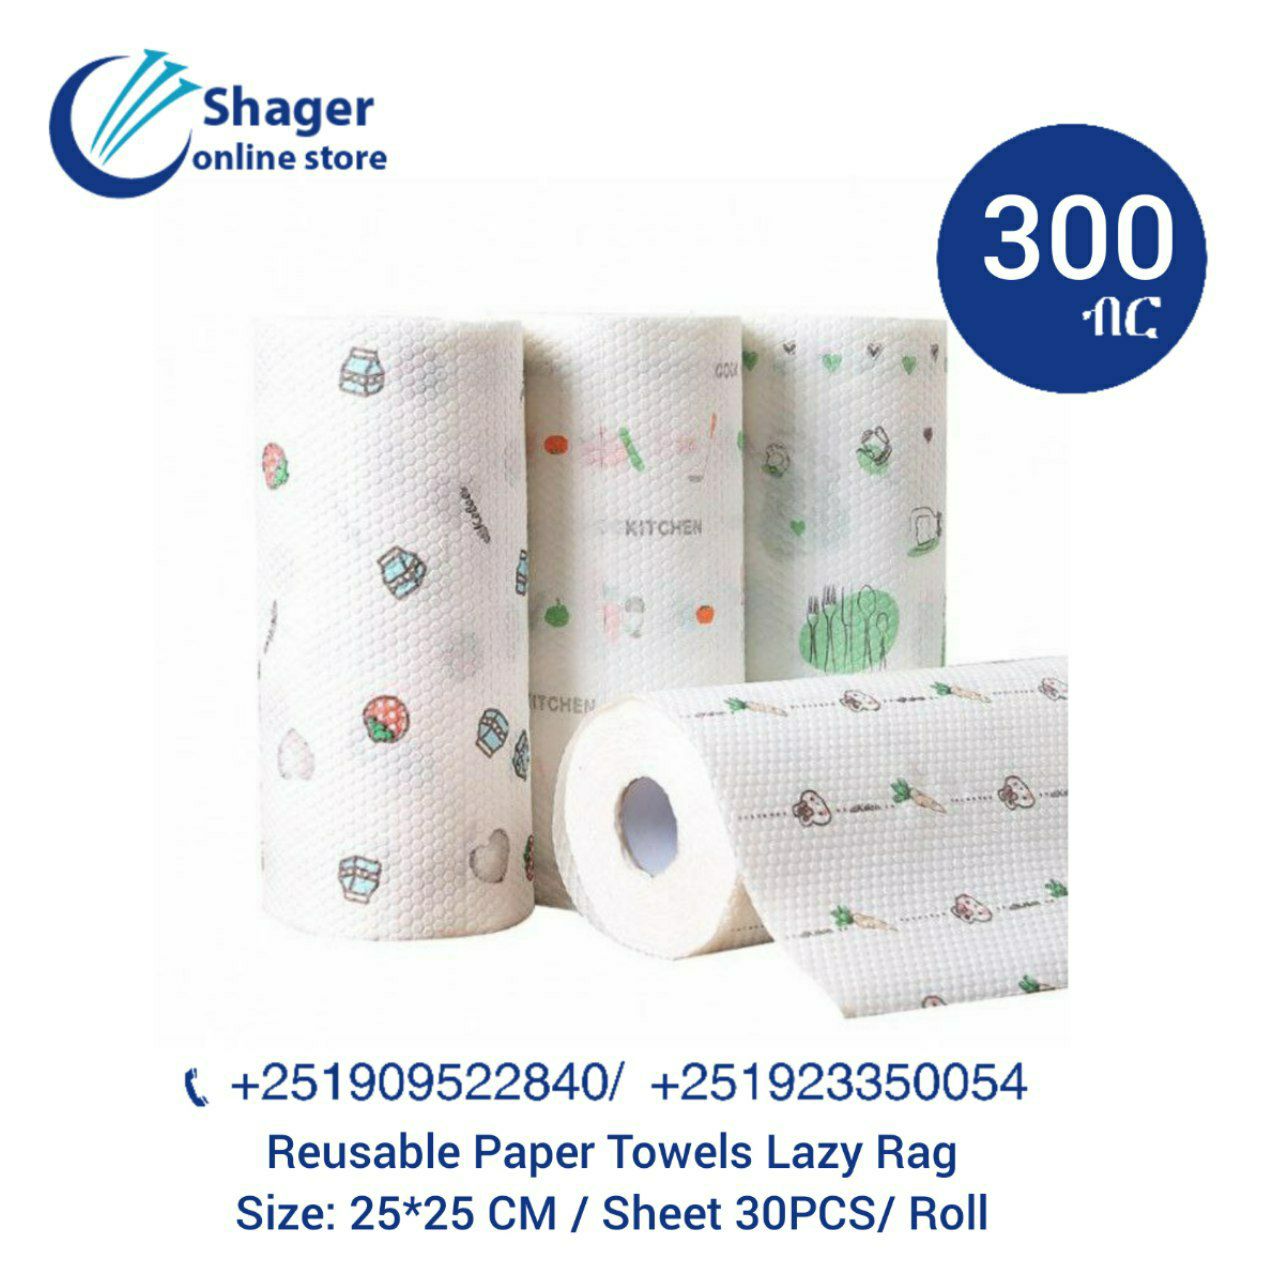 Shager
online store
300
ብር
COOK
KITCHEN
KITCHEN
+251909522840/ +251923350054
Reusable Paper Towels Lazy Rag
Size: 25*25 CM / Sheet 30PCS/ Roll